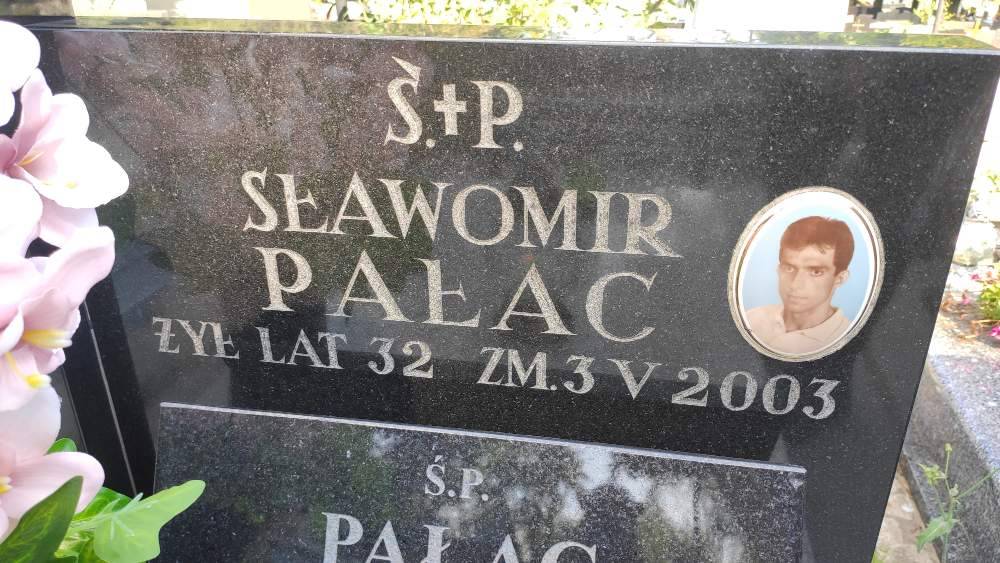 Ś.✝P.
SŁAWOMIR
PAŁAC
ŻYŁ LAT 32 ZM. 3 V 2003
Ś.P.
PAŁAC